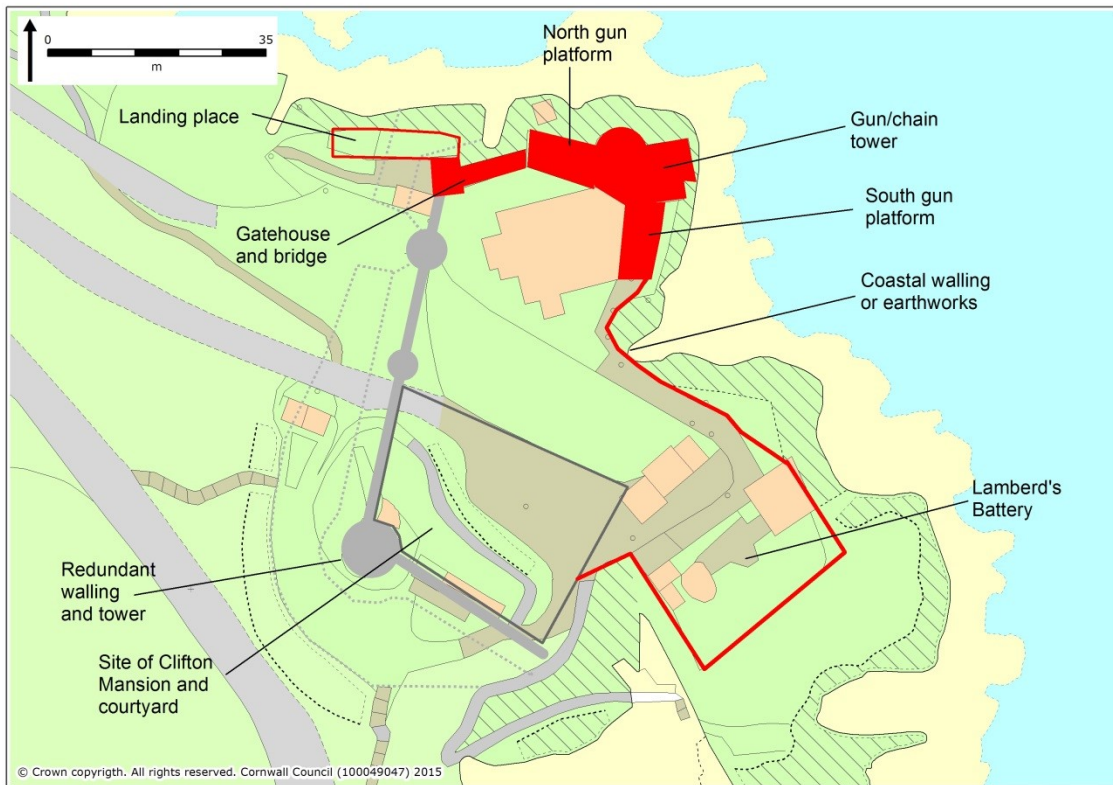 0
35
m
North gun
platform
Landing place
Gun/chain
tower
South gun
platform
Gatehouse
and bridge
Coastal walling
or earthworks
Lamberd's
Battery
Redundant
walling
and tower
Site of Clifton
Mansion and
courtyard
© Crown copyrigth. All rights reserved. Cornwall Council (100049047) 2015